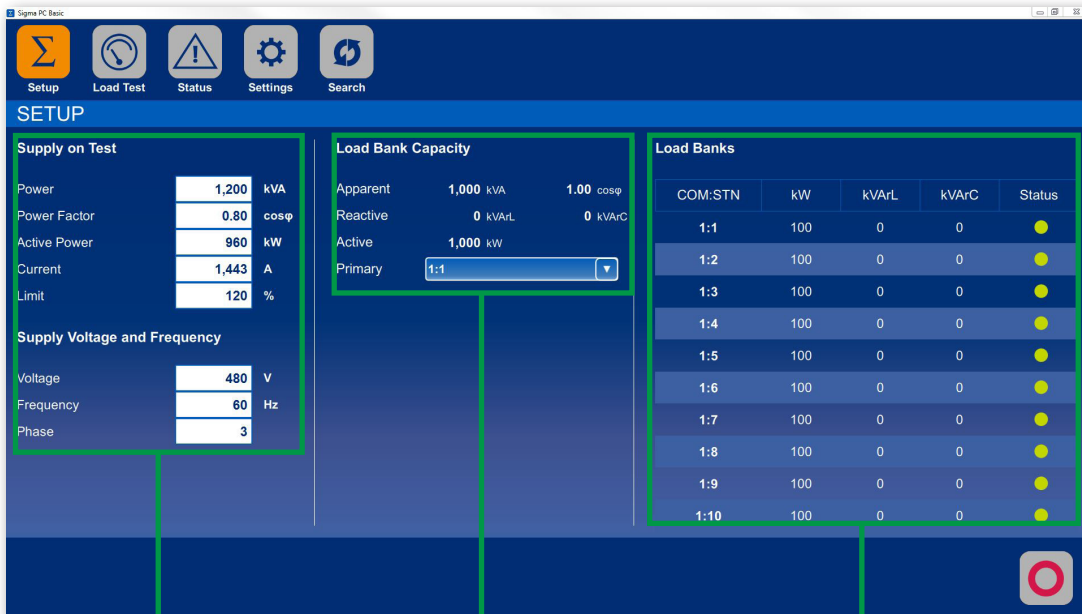 Sigma PC Basic
Setup
Load Test
Status
Settings
Search
SETUP
Supply on Test
Power 1,200 kVA
Power Factor 0.80 cosφ
Active Power 960 kW
Current 1,443 A
Limit 120 %
Supply Voltage and Frequency
Voltage 480 V
Frequency 60 Hz
Phase 3
Load Bank Capacity
Apparent 1,000 kVA 1.00 cosφ
Reactive 0 kVArL 0 kVArC
Active 1,000 kW
Primary 1:1
Load Banks
COM:STN kW kVArL kVArC Status
1:1 100 0 0
1:2 100 0 0
1:3 100 0 0
1:4 100 0 0
1:5 100 0 0
1:6 100 0 0
1:7 100 0 0
1:8 100 0 0
1:9 100 0 0
1:10 100 0 0